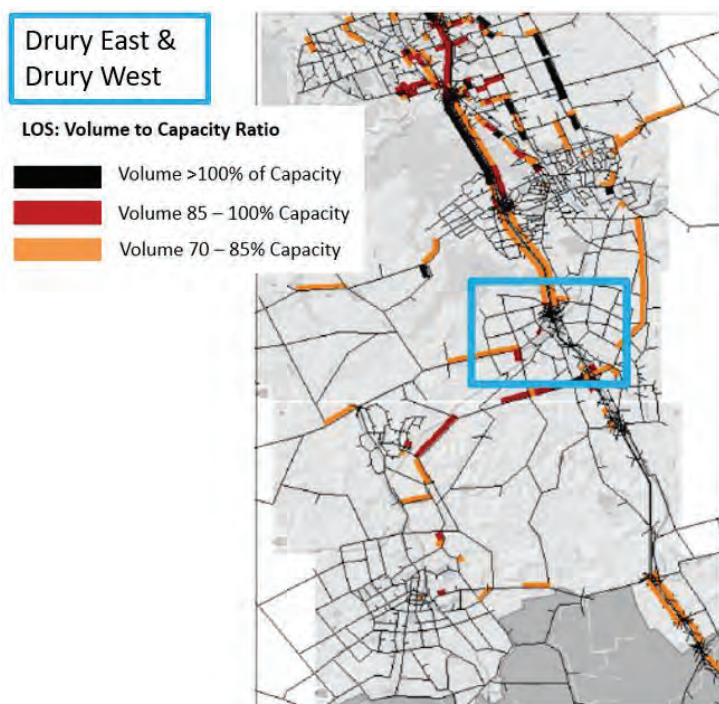 Drury East &
Drury West
LOS: Volume to Capacity Ratio
Volume >100% of Capacity
Volume 85 – 100% Capacity
Volume 70 – 85% Capacity